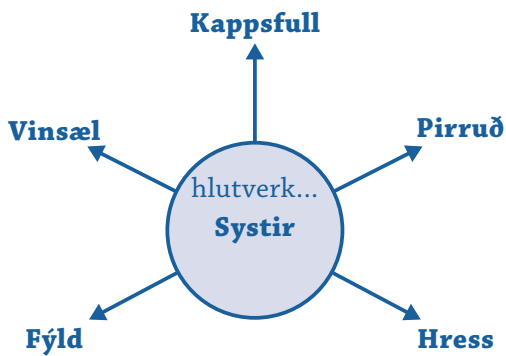 Kappsfull
Vinsæl
Pirruð
hlutverk...
Systir
Fýld
Hress